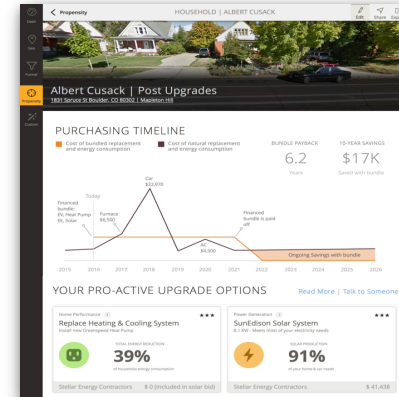 Propensity
HOUSEHOLD | ALBERT CUSACK
Edit
Share
Dash
Geo
Funnel
Propensity
Custom
Albert Cusack | Post Upgrades
1831 Spruce St Boulder, CO 80302 | Mapleton Hill
PURCHASING TIMELINE
Cost of bundled replacement
and energy consumption
Cost of natural replacement
and energy consumption
BUNDLE PAYBACK
6.2
Years
10-YEAR SAVINGS
$17K
Saved with bundle
Car
$22,970
Today
Financed
bundle:
EV, Heat Pump
EE, Solar
Furnace
$6,500
Financed
bundle is paid
off
AC
$4,500
Ongoing Savings with bundle
2015 2016 2017 2018 2019 2020 2021 2022 2023 2024 2025 2026
YOUR PRO-ACTIVE UPGRADE OPTIONS
Read More | Talk to Someone
Home Performance
Replace Heating & Cooling System
Install new Greenspeed Heat Pump
TOTAL ENERGY REDUCTION
39%
of household energy consumption
Stellar Energy Contractors
$ 0 (included in solar bid)
Power Generation
SunEdison Solar System
8.1 KW - Meets most of your electricity needs
SOLAR PRODUCTION
91%
of your home & car needs
Stellar Energy Contractors
$ 41,438